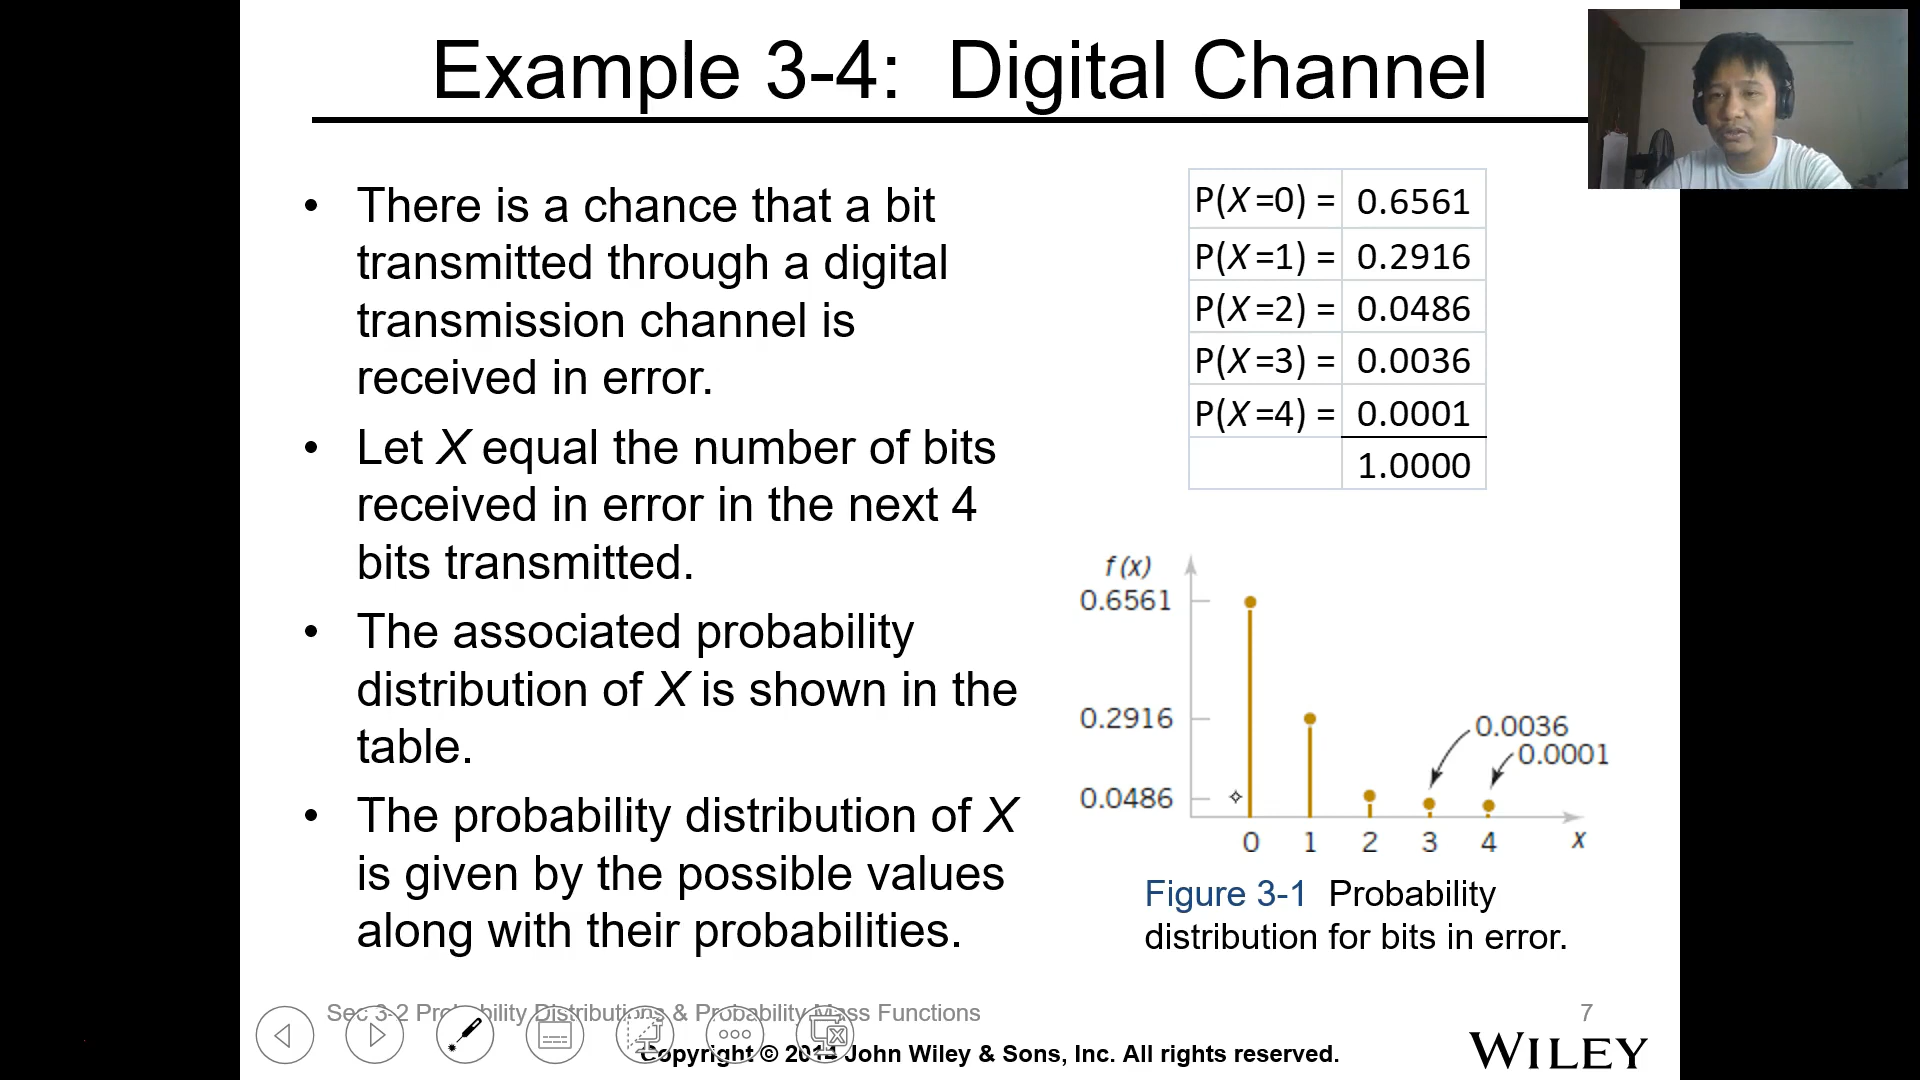 Example 3-4: Digital Channel
• There is a chance that a bit
transmitted through a digital
transmission channel is
received in error.
• Let X equal the number of bits
received in error in the next 4
bits transmitted.
• The associated probability
distribution of X is shown in the
table.
• The probability distribution of X
is given by the possible values
along with their probabilities.
P(X=0) = 0.6561
P(X=1) = 0.2916
P(X=2) = 0.0486
P(X=3) = 0.0036
P(X=4) = 0.0001
1.0000
f(x)
0.6561
0.2916
0.0486
0.0036
0.0001
0 1 2 3 4 x
Figure 3-1 Probability
distribution for bits in error.
Sec 3-2 Probability Distributions & Probability Mass Functions
7
Copyright © 2014 John Wiley & Sons, Inc. All rights reserved.
WILEY